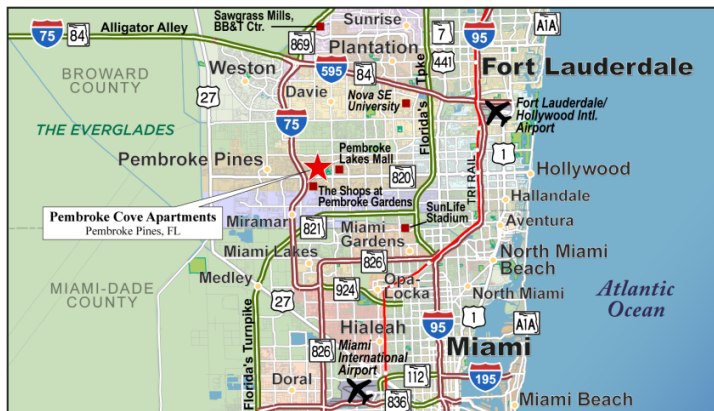 Sawgrass Mills,
BB&T Ctr.
Sunrise
7
95
A1A
75
84
Alligator Alley
869
Plantation
441
Fort Lauderdale
BROWARD
COUNTY
Weston
595
84
27
Davie
Nova SE
University
Florida's Tpke
Fort Lauderdale/
Hollywood Intl.
Airport
THE EVERGLADES
75
1
Pembroke Pines
Pembroke
Lakes Mall
820
TRI RAIL
Hollywood
The Shops at
Pembroke Gardens
Hallandale
Pembroke Cove Apartments
Pembroke Pines, FL
Miramar
821
SunLife
Stadium
Aventura
Miami
Gardens
Miami Lakes
826
North Miami
Beach
Medley
MIAMI-DADE
COUNTY
27
924
Opa-
Locka
North Miami
Atlantic
Ocean
Florida's Turnpike
826
Hialeah
95
1
A1A
Miami
International
Airport
Miami
Doral
112
195
836
Miami Beach